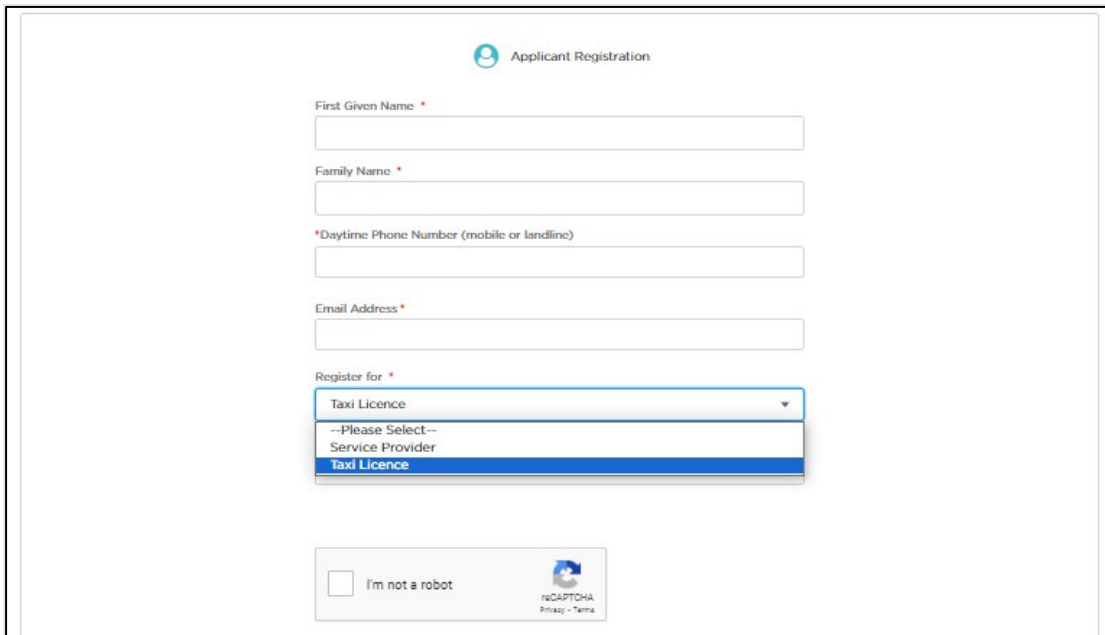 Applicant Registration
First Given Name *
Family Name *
*Daytime Phone Number (mobile or landline)
Email Address *
Register for *
Taxi Licence
--Please Select--
Service Provider
Taxi Licence
I'm not a robot
reCAPTCHA
Privacy - Terms